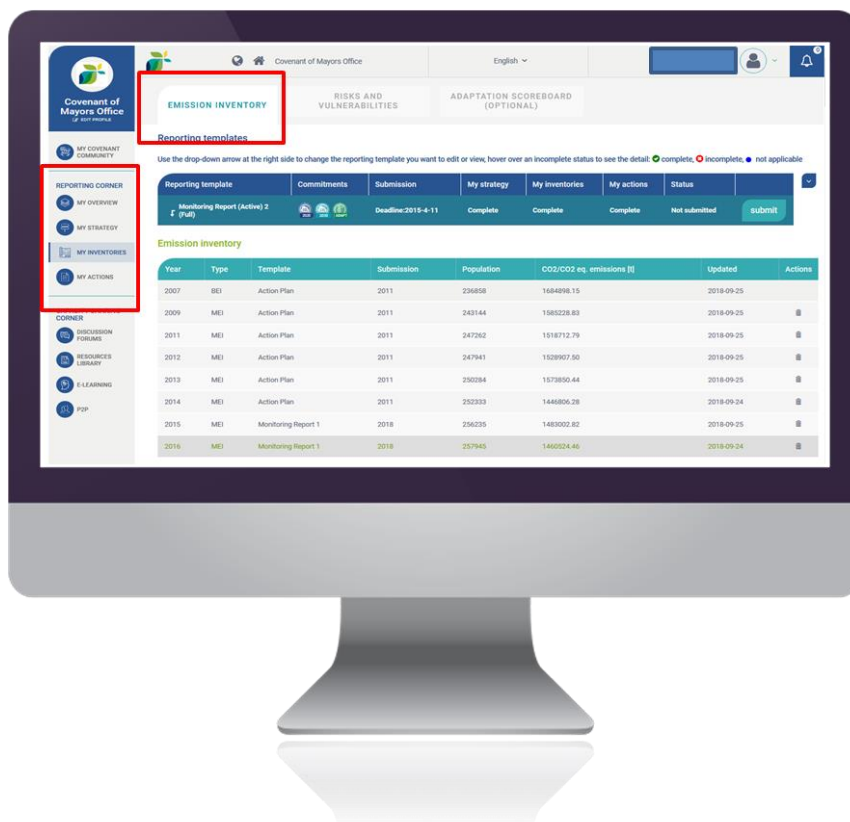 Covenant of Mayors Office
English
0
Covenant of
Mayors Office
EDIT PROFILE
EMISSION INVENTORY
RISKS AND
VULNERABILITIES
ADAPTATION SCOREBOARD
(OPTIONAL)
MY COVENANT
COMMUNITY
REPORTING CORNER
MY OVERVIEW
MY STRATEGY
MY INVENTORIES
MY ACTIONS
CORNER
DISCUSSION
FORUMS
RESOURCES
LIBRARY
E-LEARNING
P2P
Reporting templates
Use the drop-down arrow at the right side to change the reporting template you want to edit or view, hover over an incomplete status to see the detail: complete, incomplete, not applicable
Reporting template Commitments Submission My strategy My inventories My actions Status
Monitoring Report (Active) 2 (Full) 2020 2030 ADAPT Deadline:2015-4-11 Complete Complete Complete Not submitted submit
Emission inventory
Year Type Template Submission Population CO2/CO2 eq. emissions [t] Updated Actions
2007 BEI Action Plan 2011 236858 1684898.15 2018-09-25
2009 MEI Action Plan 2011 243144 1585228.83 2018-09-25
2011 MEI Action Plan 2011 247262 1518712.79 2018-09-25
2012 MEI Action Plan 2011 247941 1528907.50 2018-09-25
2013 MEI Action Plan 2011 250284 1573850.44 2018-09-25
2014 MEI Action Plan 2011 252333 1446806.28 2018-09-24
2015 MEI Monitoring Report 1 2018 256235 1483002.82 2018-09-25
2016 MEI Monitoring Report 1 2018 257945 1460524.46 2018-09-24